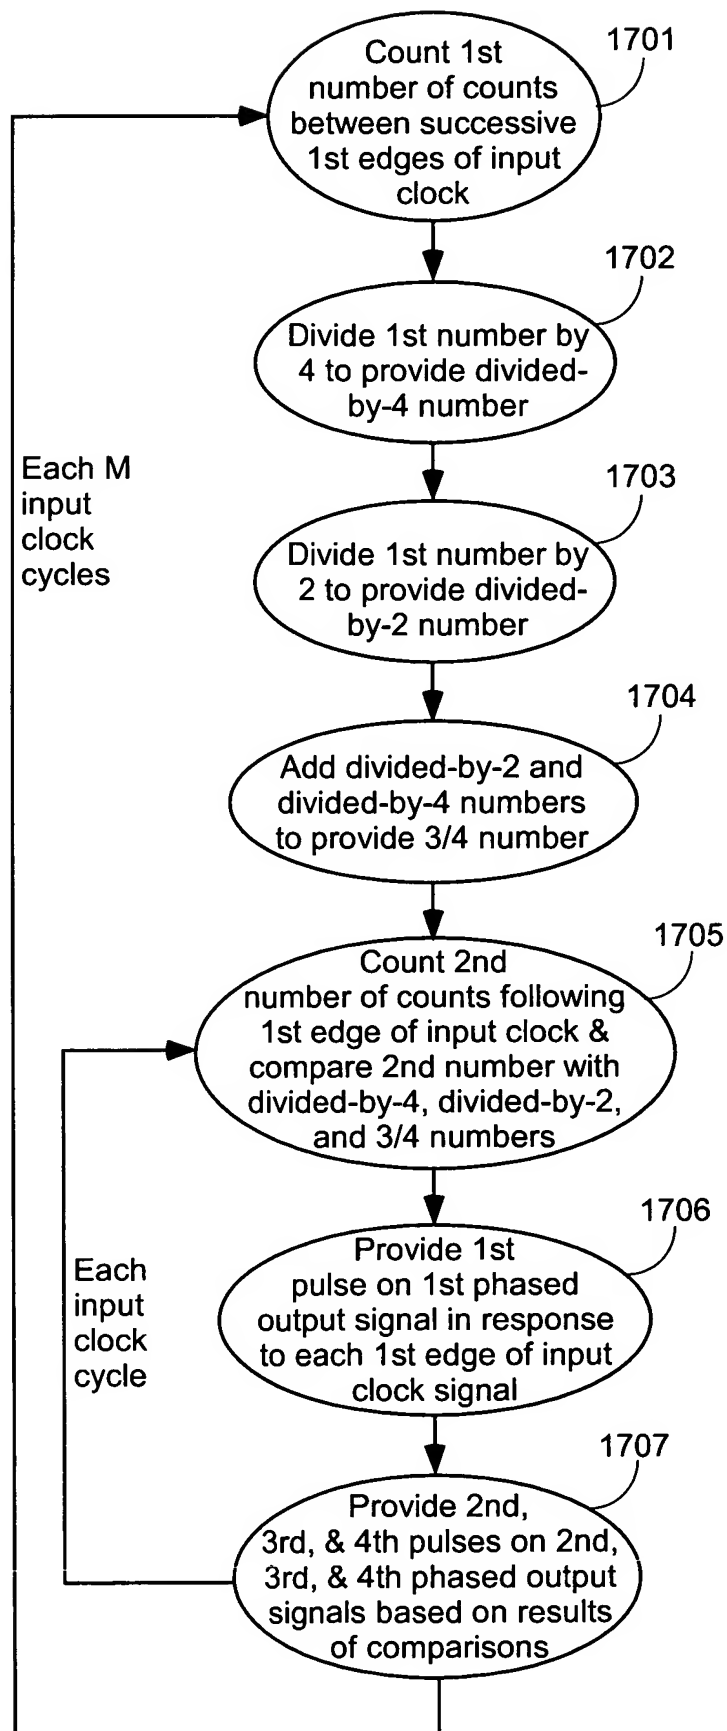 1701
Count 1st
number of counts
between successive
1st edges of input
clock
1702
Divide 1st number by
4 to provide divided-
by-4 number
Each M
input
clock
cycles
1703
Divide 1st number by
2 to provide divided-
by-2 number
1704
Add divided-by-2 and
divided-by-4 numbers
to provide 3/4 number
1705
Count 2nd
number of counts following
1st edge of input clock &
compare 2nd number with
divided-by-4, divided-by-2,
and 3/4 numbers
1706
Provide 1st
pulse on 1st phased
output signal in response
to each 1st edge of input
clock signal
Each
input
clock
cycle
1707
Provide 2nd,
3rd, & 4th pulses on 2nd,
3rd, & 4th phased output
signals based on results
of comparisons